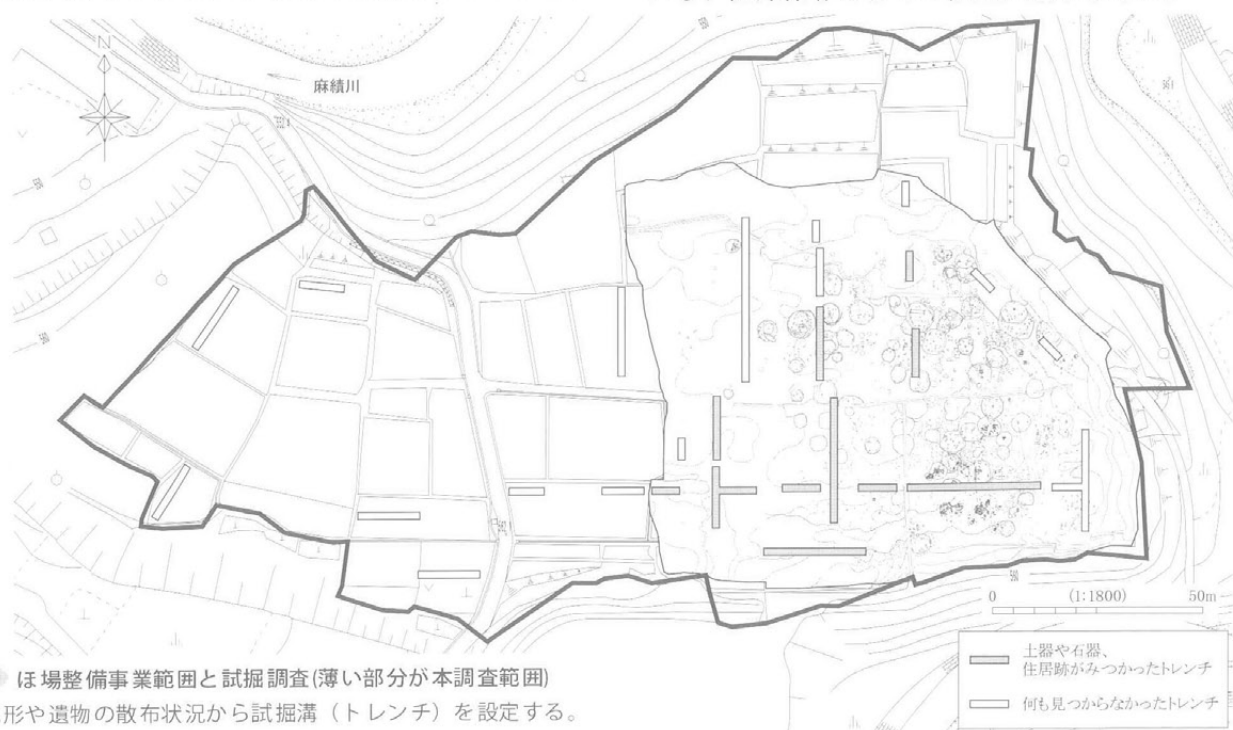 N
麻績川
0 (1:1800) 50m
土器や石器、
住居跡がみつかったトレンチ
何も見つからなかったトレンチ
ほ場整備事業範囲と試掘調査(薄い部分が本調査範囲)
形や遺物の散布状況から試掘溝（トレンチ）を設定する。